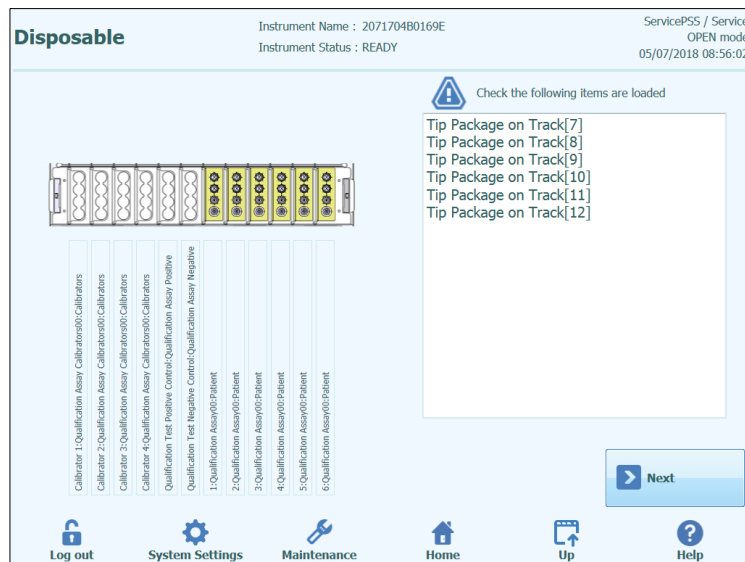 Disposable
Instrument Name : 2071704B0169E
Instrument Status : READY
ServicePSS / Service
OPEN mode
05/07/2018 08:56:02
Check the following items are loaded
Tip Package on Track[7]
Tip Package on Track[8]
Tip Package on Track[9]
Tip Package on Track[10]
Tip Package on Track[11]
Tip Package on Track[12]
Calibrator 1:Qualification Assay Calibrators00:Calibrators
Calibrator 2:Qualification Assay Calibrators00:Calibrators
Calibrator 3:Qualification Assay Calibrators00:Calibrators
Calibrator 4:Qualification Assay Calibrators00:Calibrators
Qualification Test Positive Control:Qualification Assay Positive
Qualification Test Negative Control:Qualification Assay Negative
1:Qualification Assay00:Patient
2:Qualification Assay00:Patient
3:Qualification Assay00:Patient
4:Qualification Assay00:Patient
5:Qualification Assay00:Patient
6:Qualification Assay00:Patient
Next
Log out
System Settings
Maintenance
Home
Up
Help